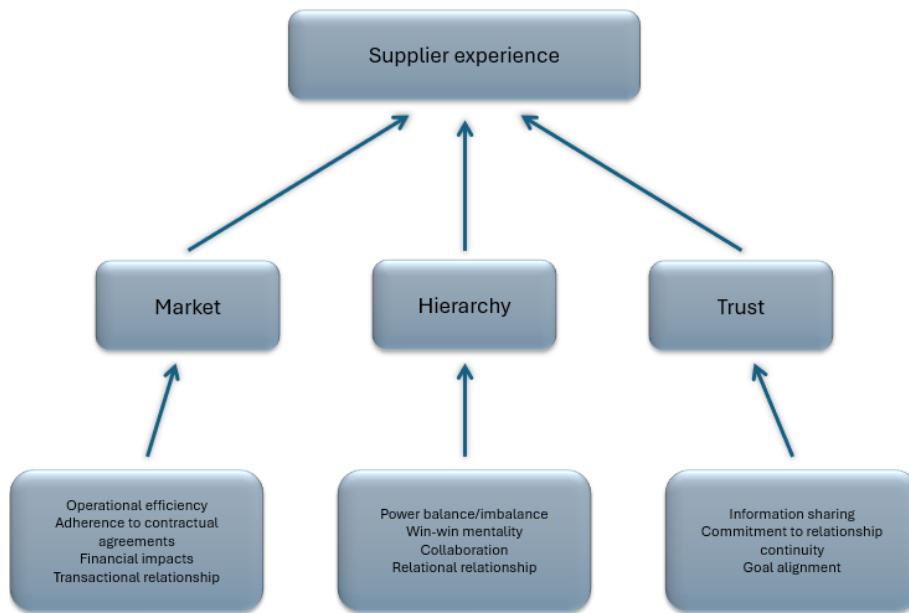 Supplier experience
Market
Hierarchy
Trust
Operational efficiency
Adherence to contractual
agreements
Financial impacts
Transactional relationship
Power balance/imbalance
Win-win mentality
Collaboration
Relational relationship
Information sharing
Commitment to relationship
continuity
Goal alignment